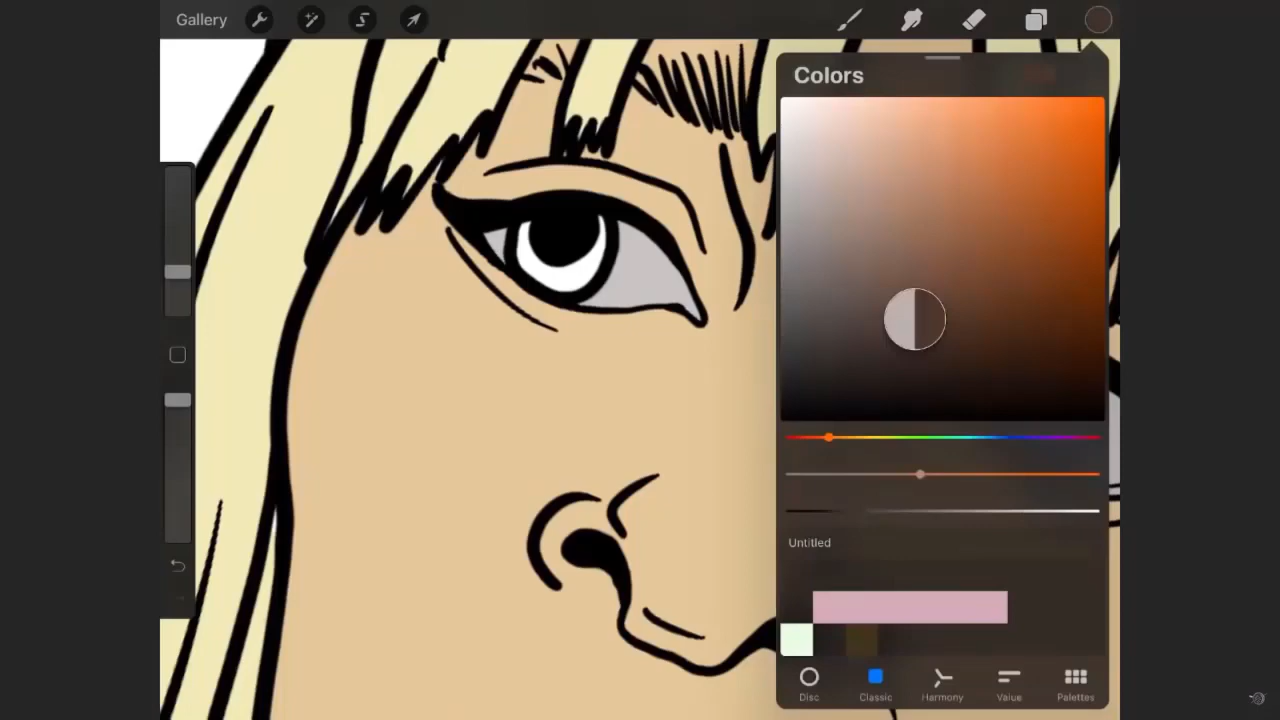 Gallery
Colors
Untitled
Disc
Classic
Harmony
Value
Palettes